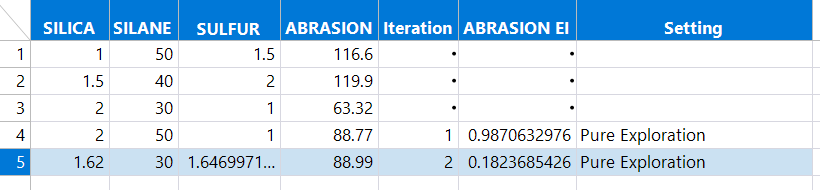 SILICA SILANE SULFUR ABRASION Iteration ABRASION EI Setting
1 1 50 1.5 116.6 • •
2 1.5 40 2 119.9 • •
3 2 30 1 63.32 • •
4 2 50 1 88.77 1 0.9870632976 Pure Exploration
5 1.62 30 1.6469971... 88.99 2 0.1823685426 Pure Exploration